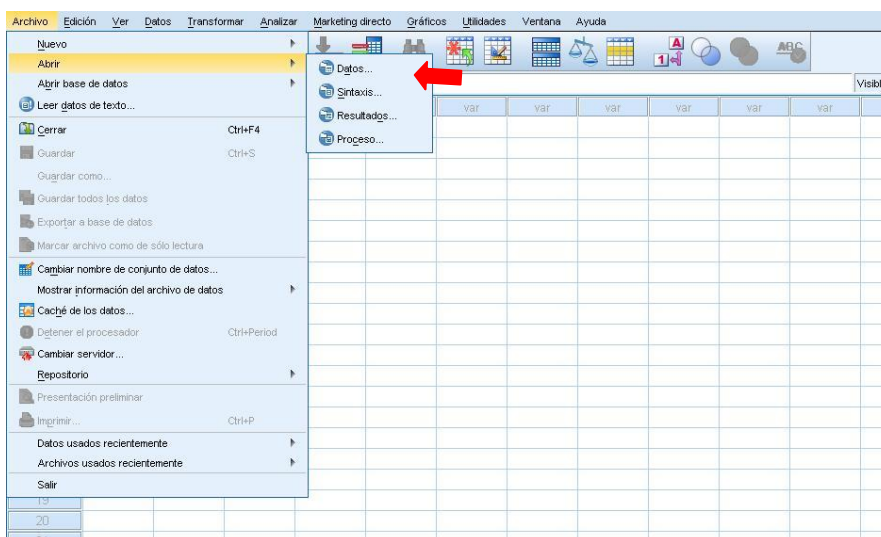 Archivo Edición Ver Datos Transformar Analizar Marketing directo Gráficos Utilidades Ventana Ayuda
Nuevo
Abrir
Abrir base de datos
Leer datos de texto...
Cerrar Ctrl+F4
Guardar Ctrl+S
Guardar como...
Guardar todos los datos
Exportar a base de datos
Marcar archivo como de sólo lectura
Cambiar nombre de conjunto de datos...
Mostrar información del archivo de datos
Caché de los datos...
Detener el procesador Ctrl+Period
Cambiar servidor...
Repositorio
Presentación preliminar
Imprimir... Ctrl+P
Datos usados recientemente
Archivos usados recientemente
Salir
Datos...
Sintaxis...
Resultados...
Proceso...
A
14
ABC
Visibl
var var var var var var
19
20